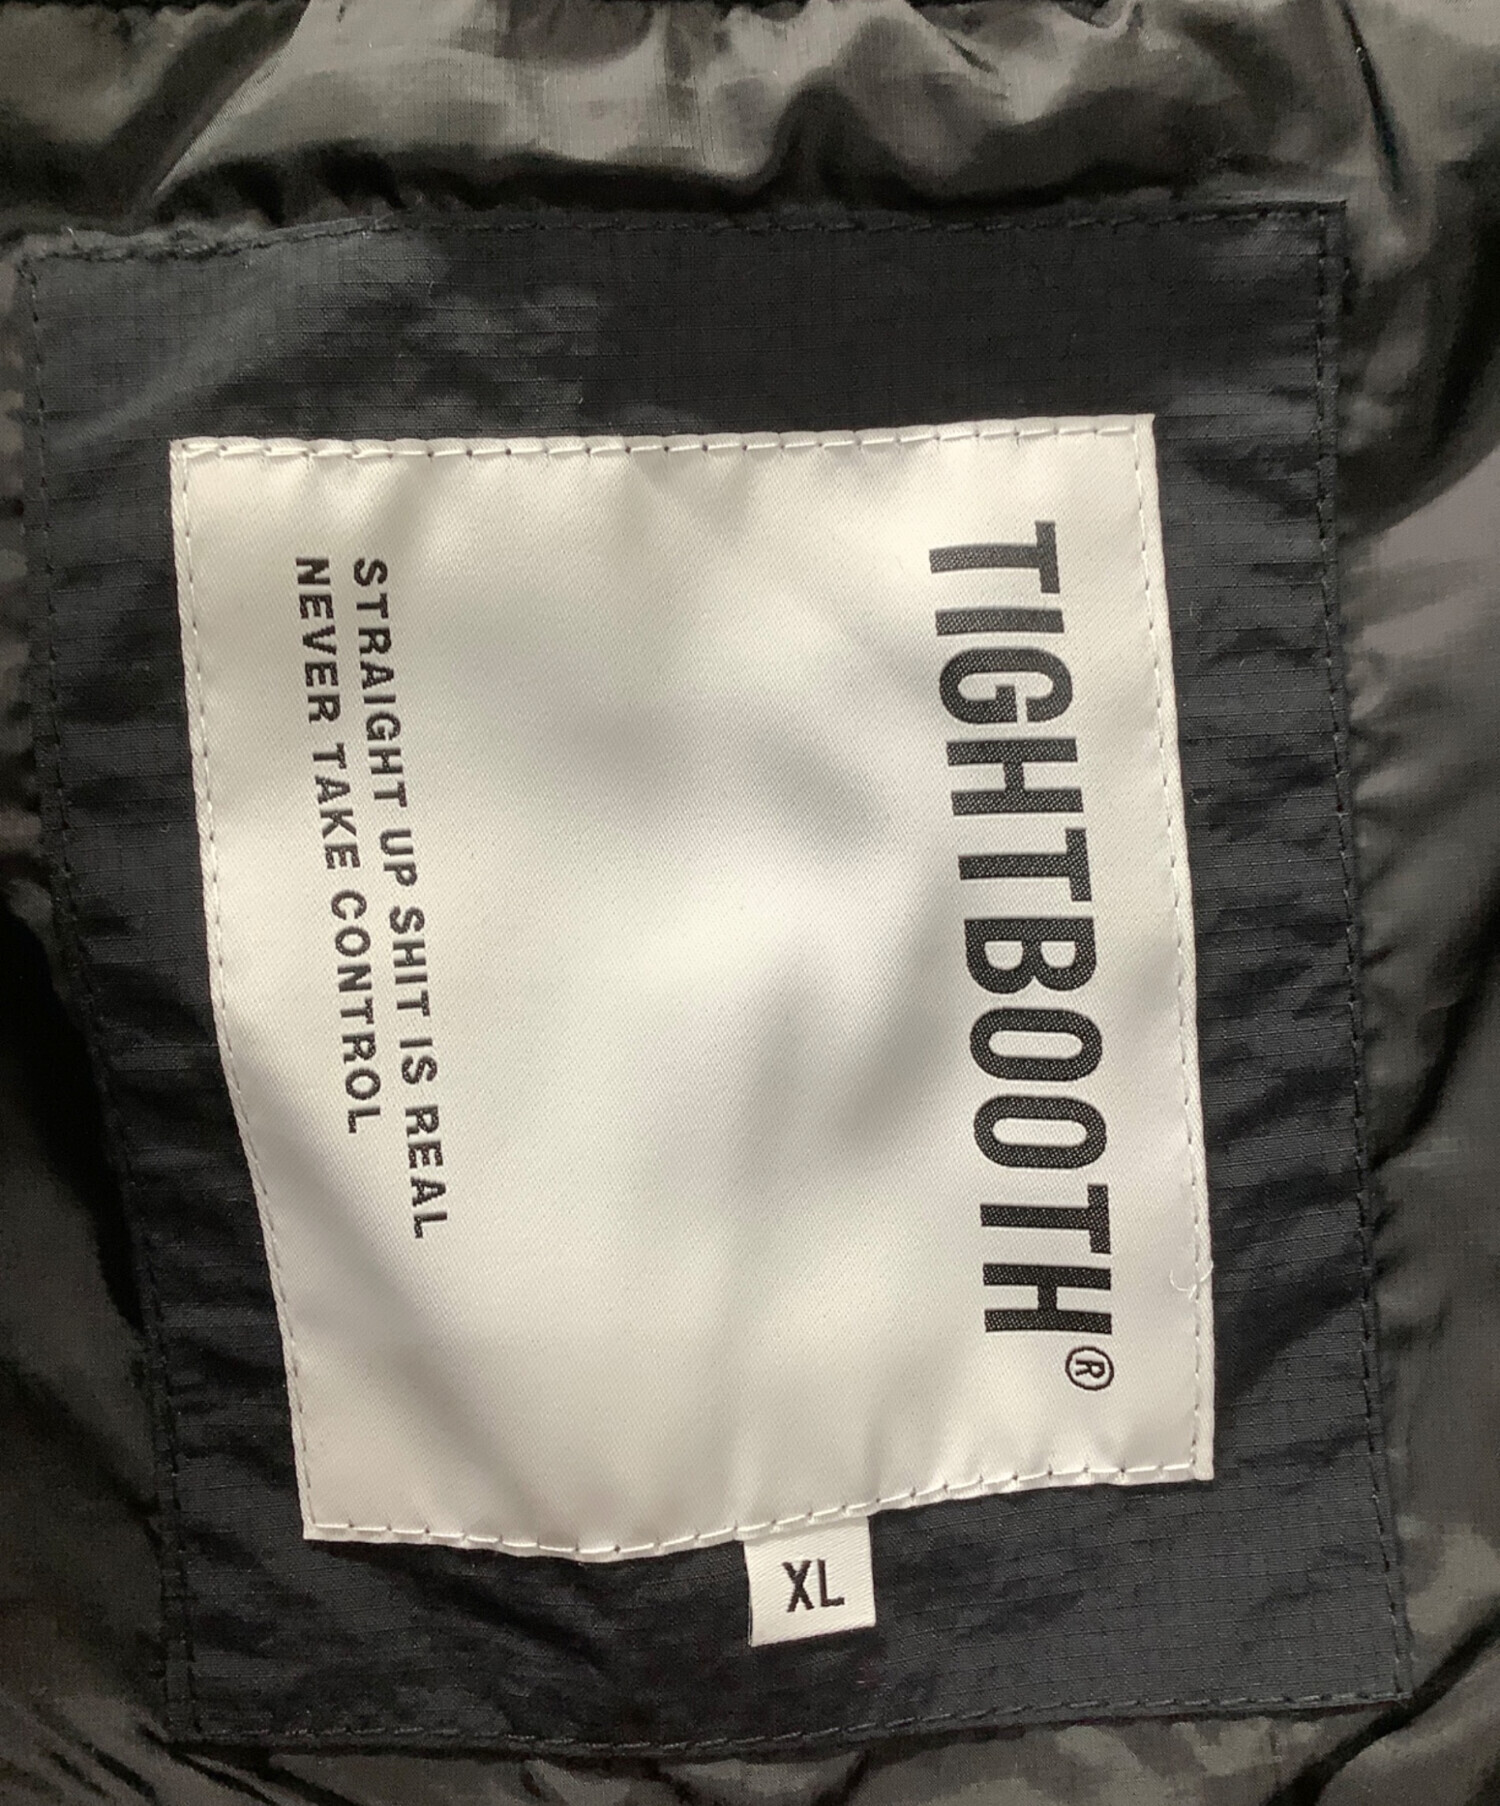 TIGHTBOOTH®
STRAIGHT UP SHIT IS REAL
NEVER TAKE CONTROL
XL